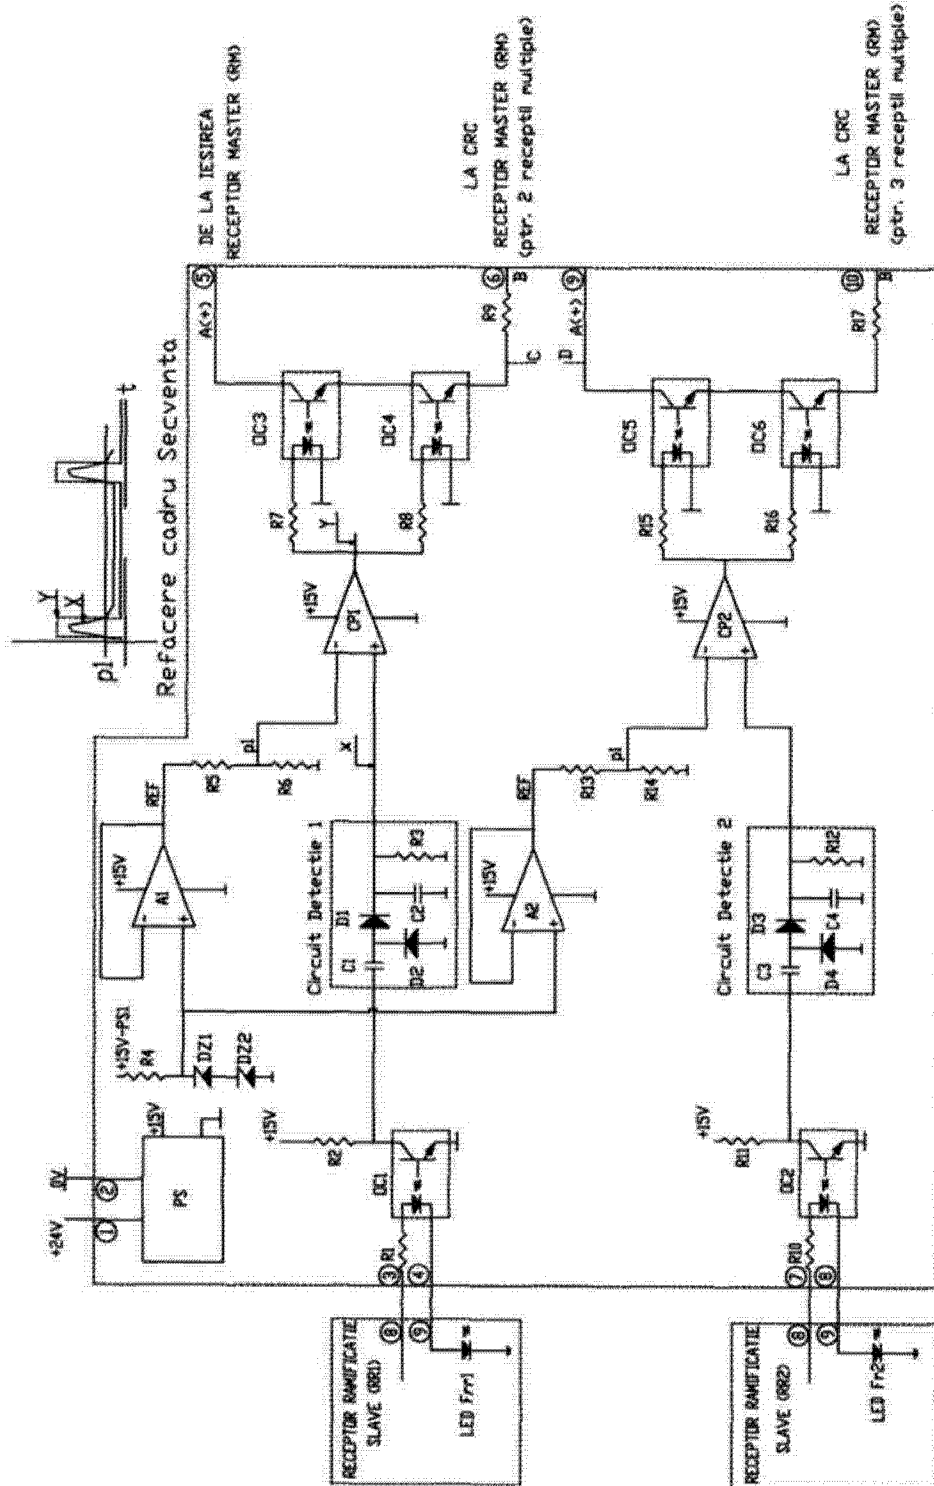 +24V
0V
1
2
PS
+15V
+15V-PS1
R4
DZ1
DZ2
+15V
A1
-
+
REF
R5
pl
R6
pl
Y
X
t
Refacere cadru Secventa
RECEPTOR RAMIFICATIE
SLAVE (RR1)
LED Frr1
8
9
3
4
R1
OC1
R2
+15V
Circuit Detectie 1
C1
D1
D2
C2
R3
X
+15V
CP1
-
+
Y
R7
R8
OC3
OC4
A(+)
5
DE LA IESIREA
RECEPTOR MASTER (RM)
R9
6
B
C
LA CRC
RECEPTOR MASTER (RM)
(ptr. 2 receptii multiple)
+15V
A2
-
+
REF
R13
pl
R14
RECEPTOR RAMIFICATIE
SLAVE (RR2)
LED Fr2
8
9
7
8
R10
OC2
R11
+15V
Circuit Detectie 2
C3
D3
D4
C4
R12
+15V
CP2
-
+
R15
R16
OC5
OC6
D
A(+)
9
R17
10
B
LA CRC
RECEPTOR MASTER (RM)
(ptr. 3 receptii multiple)